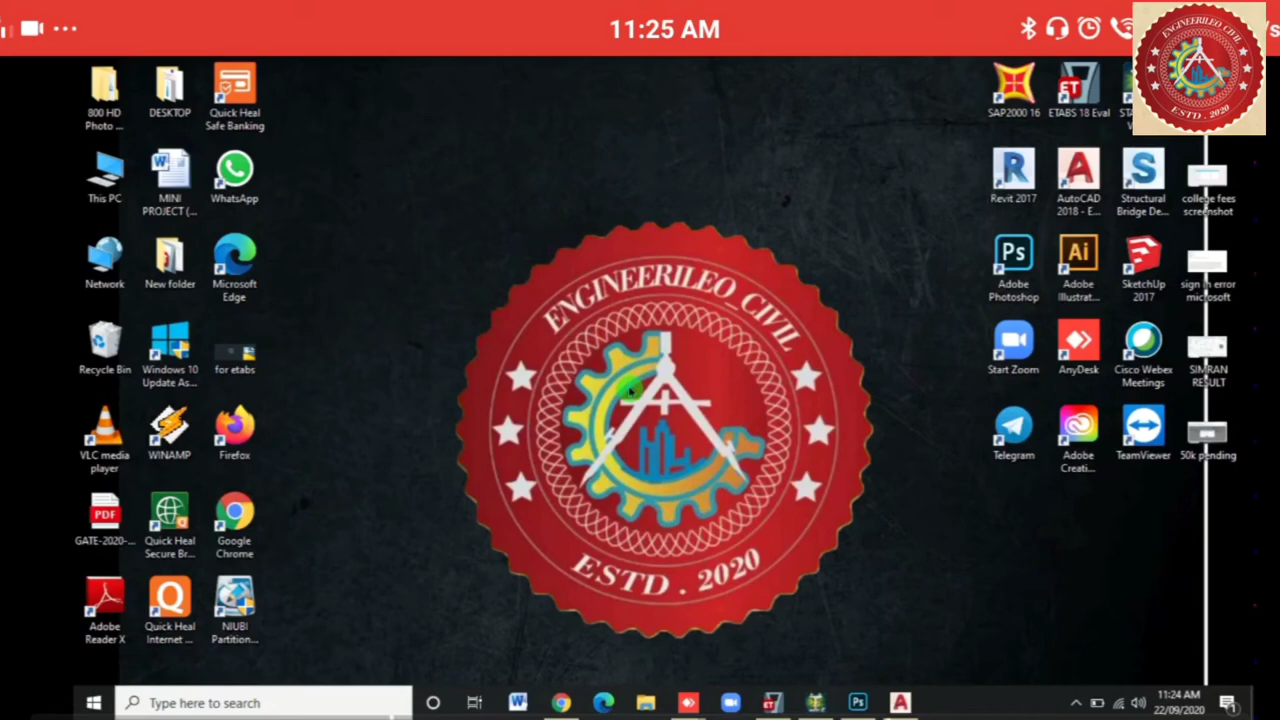 11:25 AM
ENGINEERILEO_CIVIL
ESTD . 2020
800 HD
Photo ...
DESKTOP
Quick Heal
Safe Banking
SAP2000 16
ETABS 18 Eval
This PC
MINI
PROJECT (...
WhatsApp
Revit 2017
AutoCAD
2018 - E...
Structural
Bridge De...
college fees
screenshot
Network
New folder
Microsoft
Edge
Adobe
Photoshop
Adobe
Illustrat...
SketchUp
2017
sign in error
microsoft
Recycle Bin
Windows 10
Update As...
for etabs
Start Zoom
AnyDesk
Cisco Webex
Meetings
SIMRAN
RESULT
VLC media
player
WINAMP
Firefox
Telegram
Adobe
Creati...
TeamViewer
50k pending
GATE-2020-...
Quick Heal
Secure Br...
Google
Chrome
Adobe
Reader X
Quick Heal
Internet ...
NIUBI
Partition...
ENGINEERILEO_CIVIL
ESTD . 2020
Type here to search
11:24 AM
22/09/2020